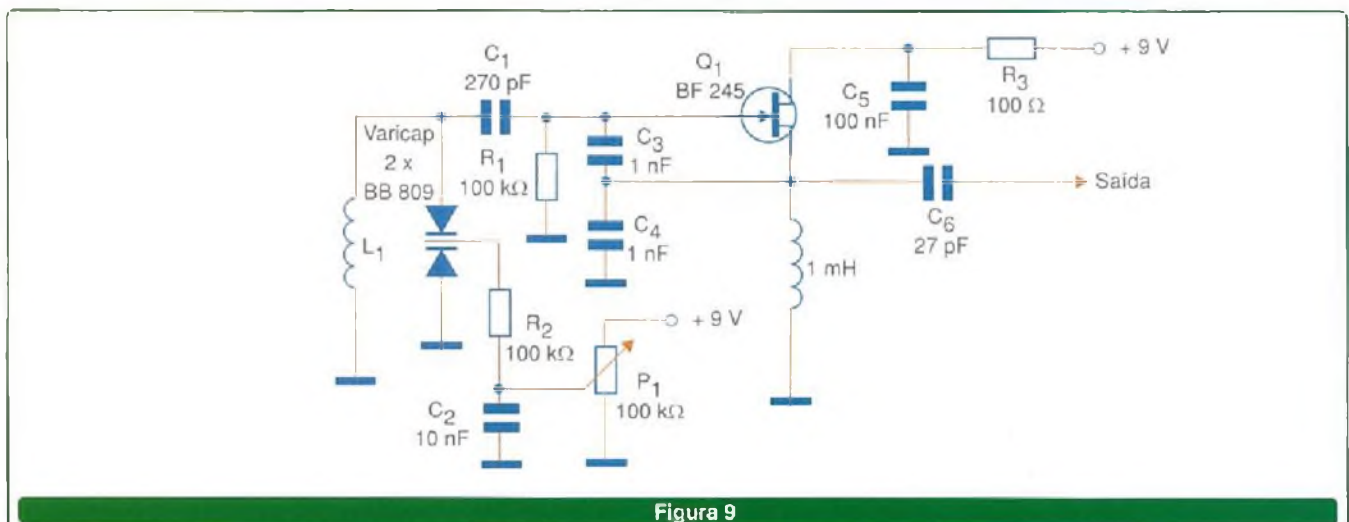 C1
270 pF
Varicap
2 x
BB 809
L1
R1
100 kΩ
C3
1 nF
C4
1 nF
Q1
BF 245
C5
100 nF
R3
100 Ω
+ 9 V
Saída
C6
27 pF
1 mH
R2
100 kΩ
+ 9 V
P1
100 kΩ
C2
10 nF
Figura 9